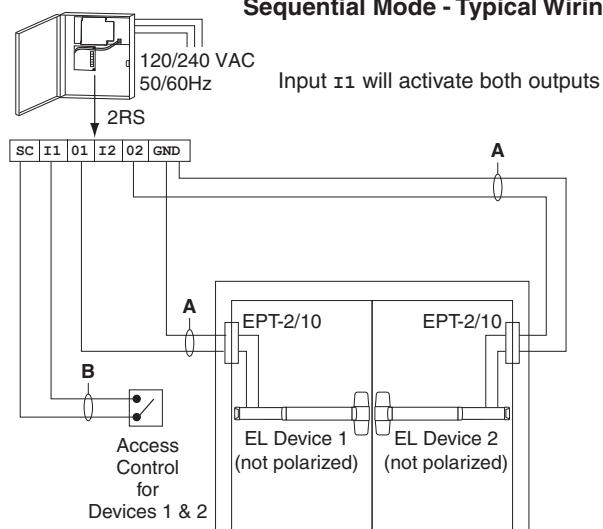 Sequential Mode - Typical Wirin
120/240 VAC
50/60Hz
Input I1 will activate both outputs
2RS
SC I1 01 I2 02 GND
A
A
EPT-2/10 EPT-2/10
B
EL Device 1
(not polarized)
EL Device 2
(not polarized)
Access
Control
for
Devices 1 & 2